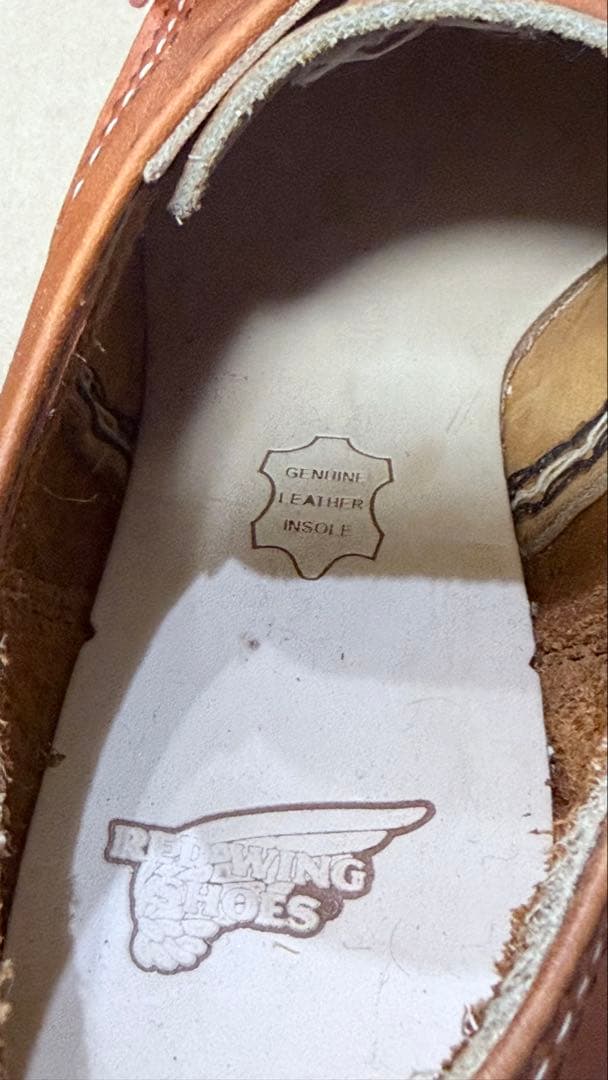 GENUINE
LEATHER
INSOLE
RED WING
SHOES